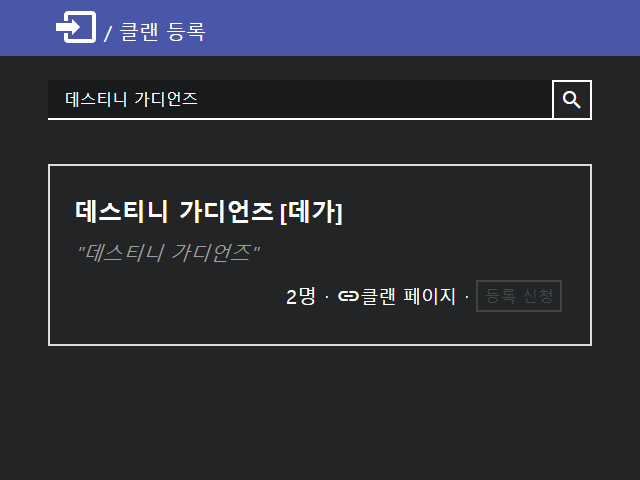 / 클랜 등록
데스티니 가디언즈
데스티니 가디언즈 [데가]
"데스티니 가디언즈"
2명 · 클랜 페이지 · 등록 신청